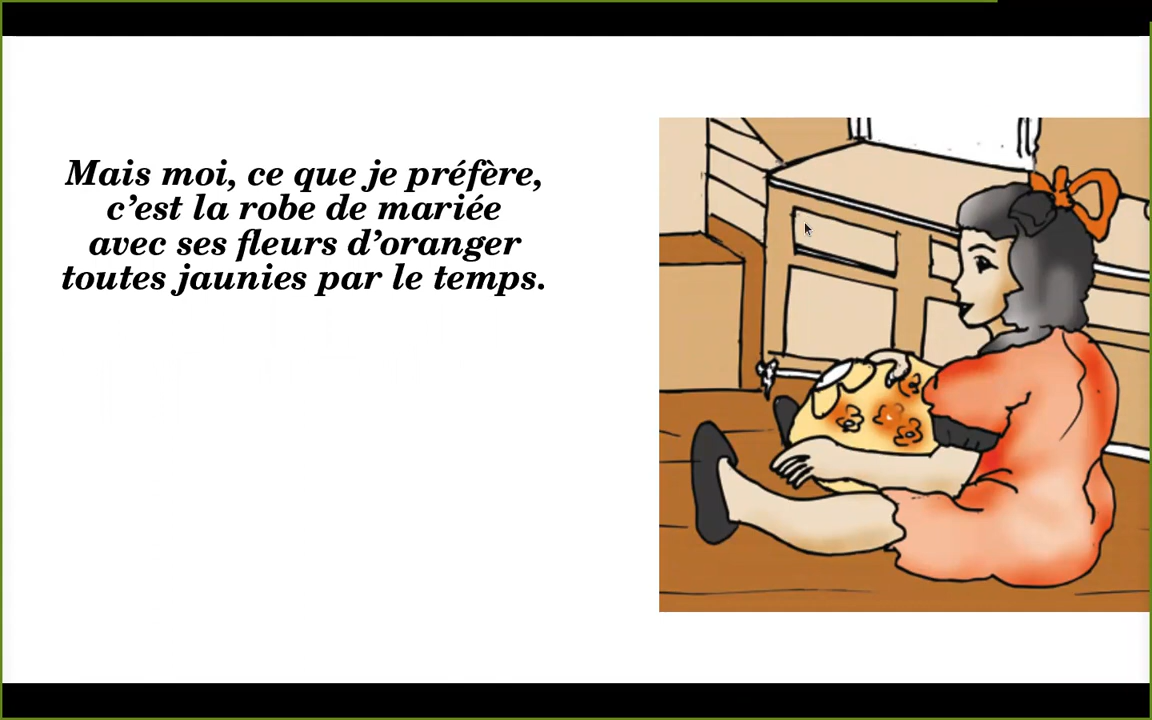 Mais moi, ce que je préfère,
c’est la robe de mariée
avec ses fleurs d’oranger
toutes jaunies par le temps.